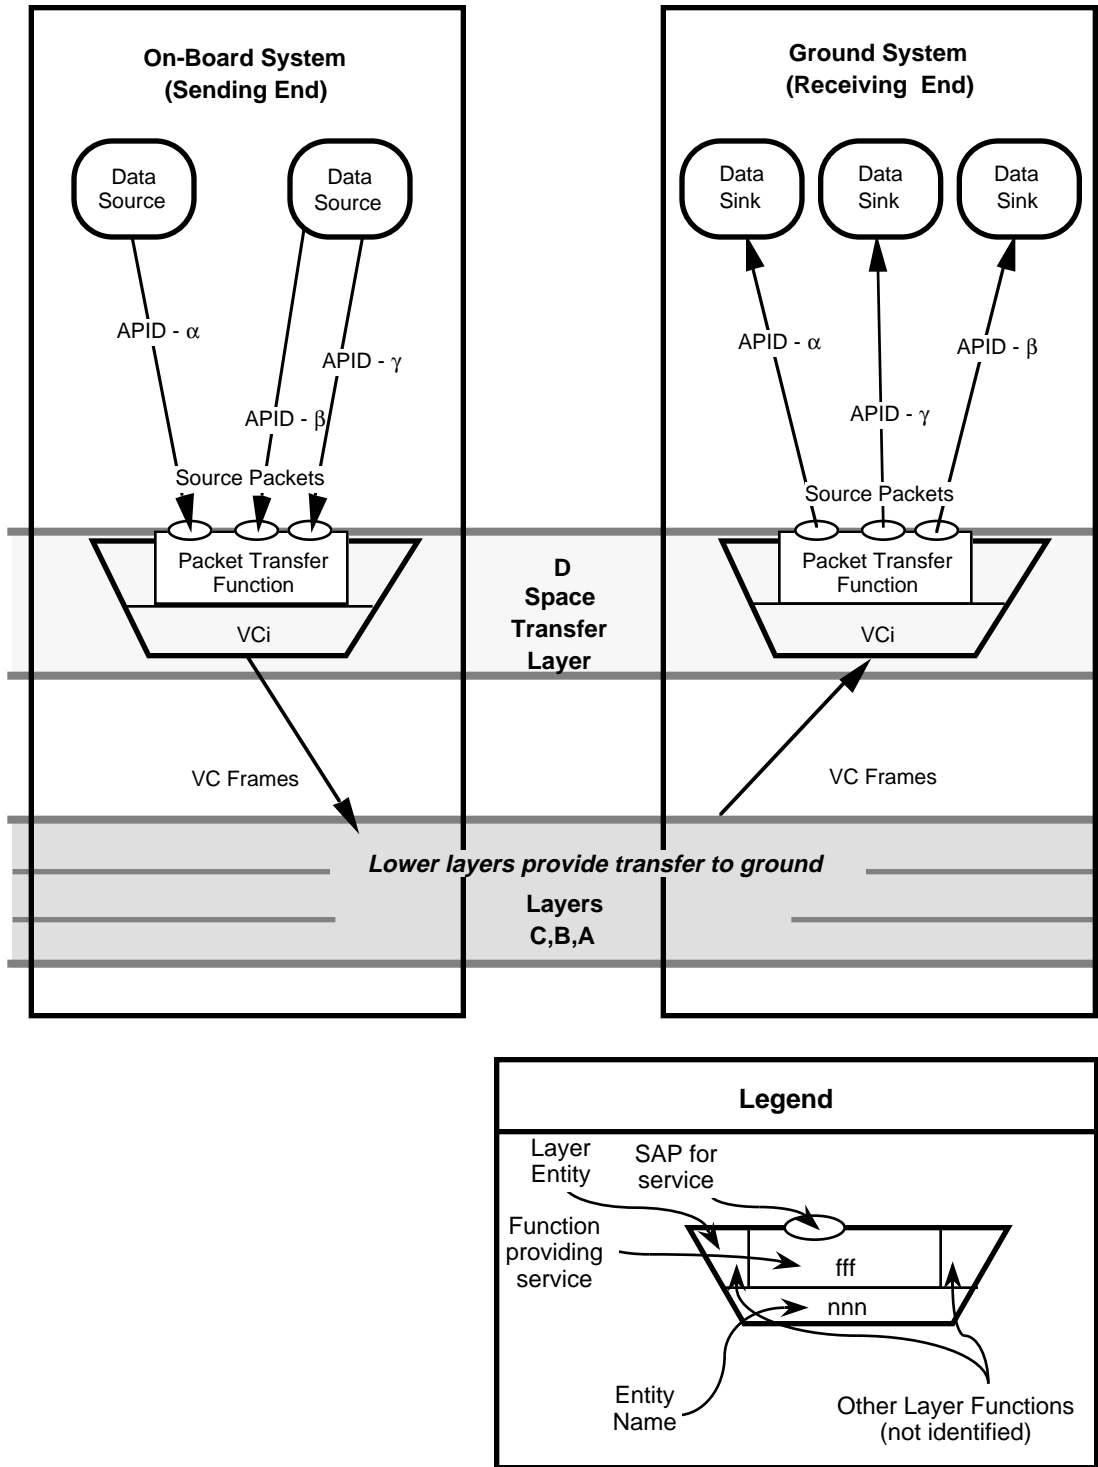 On-Board System
(Sending End)
Ground System
(Receiving End)
Data
Source
Data
Source
Data
Sink
Data
Sink
Data
Sink
APID - α
APID - γ
APID - β
Source Packets
APID - α
APID - β
APID - γ
Source Packets
Packet Transfer
Function
VCi
D
Space
Transfer
Layer
Packet Transfer
Function
VCi
VC Frames
VC Frames
Lower layers provide transfer to ground
Layers
C,B,A
Legend
Layer
Entity
SAP for
service
Function
providing
service
fff
nnn
Entity
Name
Other Layer Functions
(not identified)